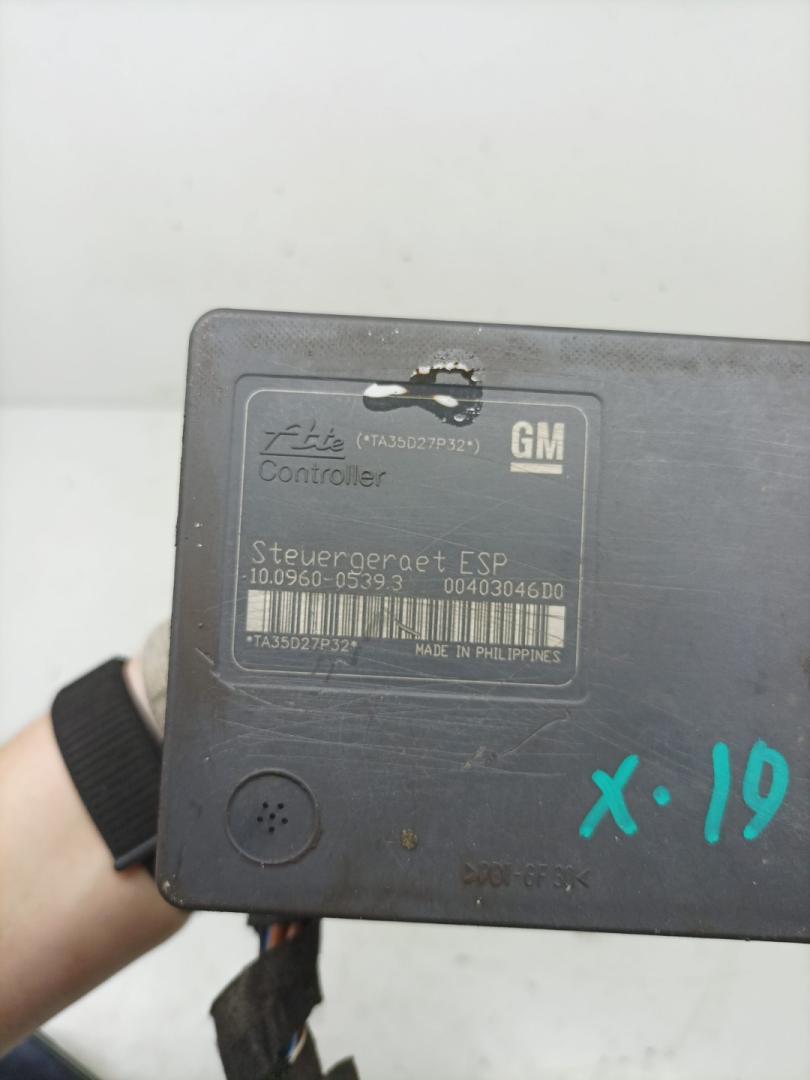 Ate (*TA35D27P32*) GM
Controller
Steuergeraet ESP
10.0960-0539.3 00403046D0
*TA35D27P32* MADE IN PHILIPPINES
X-19